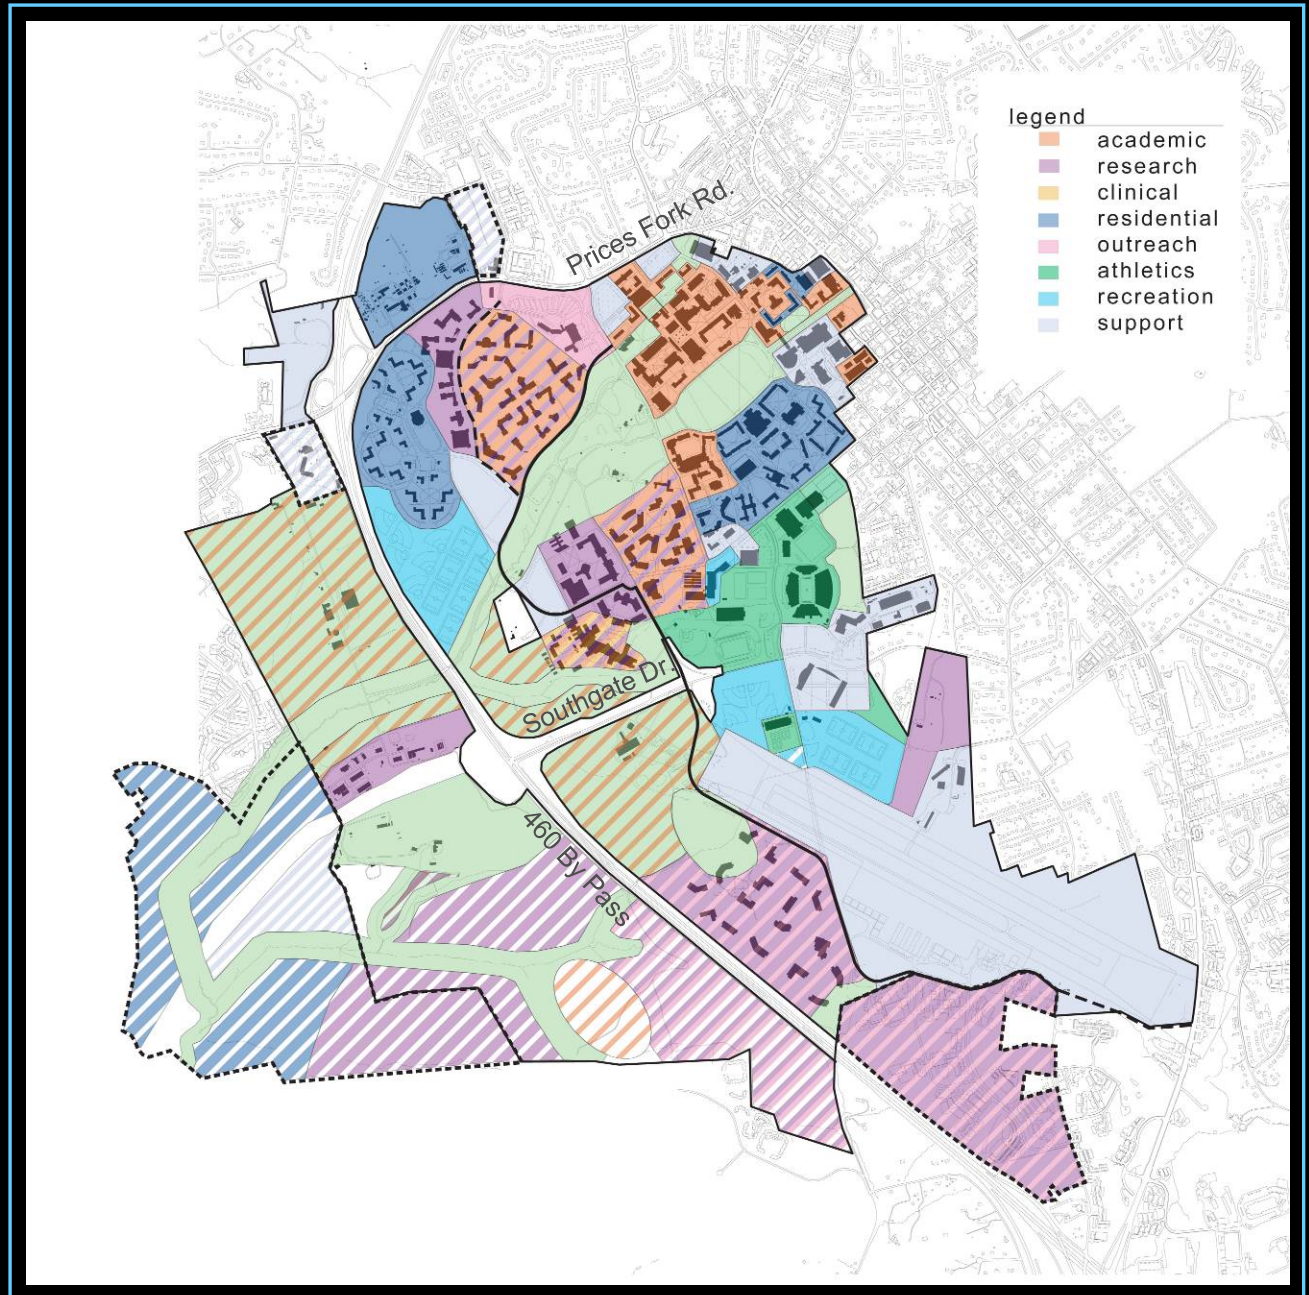 legend
academic
research
clinical
residential
outreach
athletics
recreation
support
Prices Fork Rd.
Southgate Dr.
460 By Pass